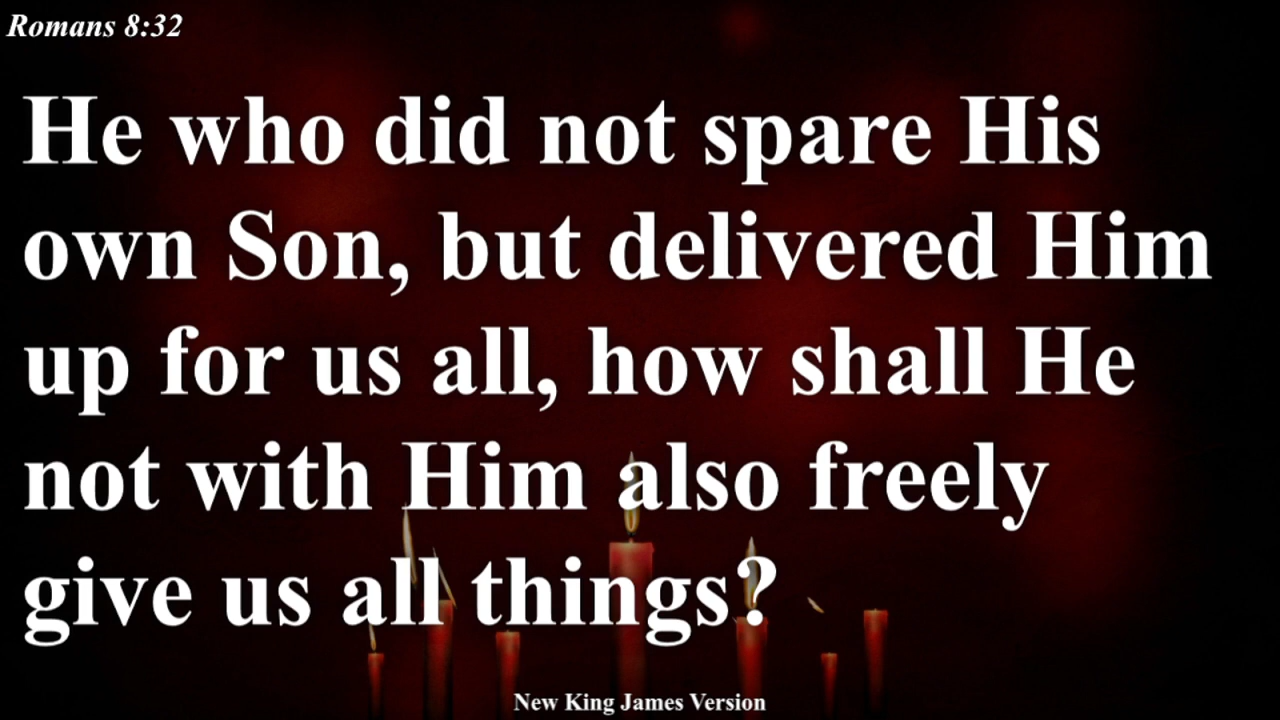 Romans 8:32
He who did not spare His
own Son, but delivered Him
up for us all, how shall He
not with Him also freely
give us all things?
New King James Version